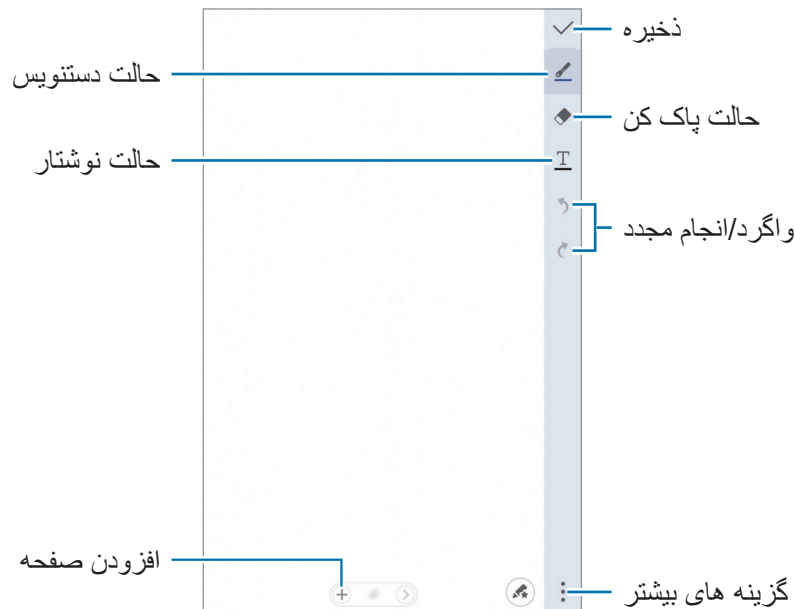 ذخیره
حالت دستنویس
حالت پاک کن
حالت نوشتار
واگرد/انجام مجدد
افزودن صفحه
گزینه های بیشتر